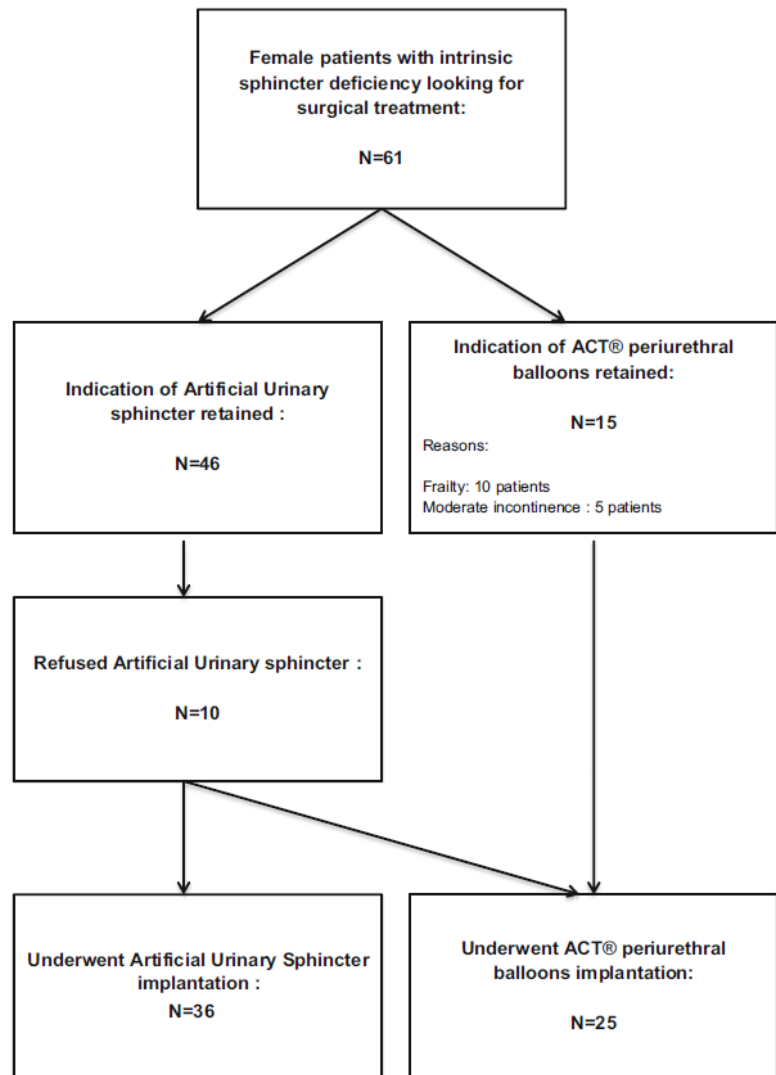 Female patients with intrinsic
sphincter deficiency looking for
surgical treatment:
N=61
Indication of Artificial Urinary
sphincter retained :
N=46
Indication of ACT® periurethral
balloons retained:
N=15
Reasons:
Frailty: 10 patients
Moderate incontinence : 5 patients
Refused Artificial Urinary sphincter :
N=10
Underwent Artificial Urinary Sphincter
implantation :
N=36
Underwent ACT® periurethral
balloons implantation:
N=25